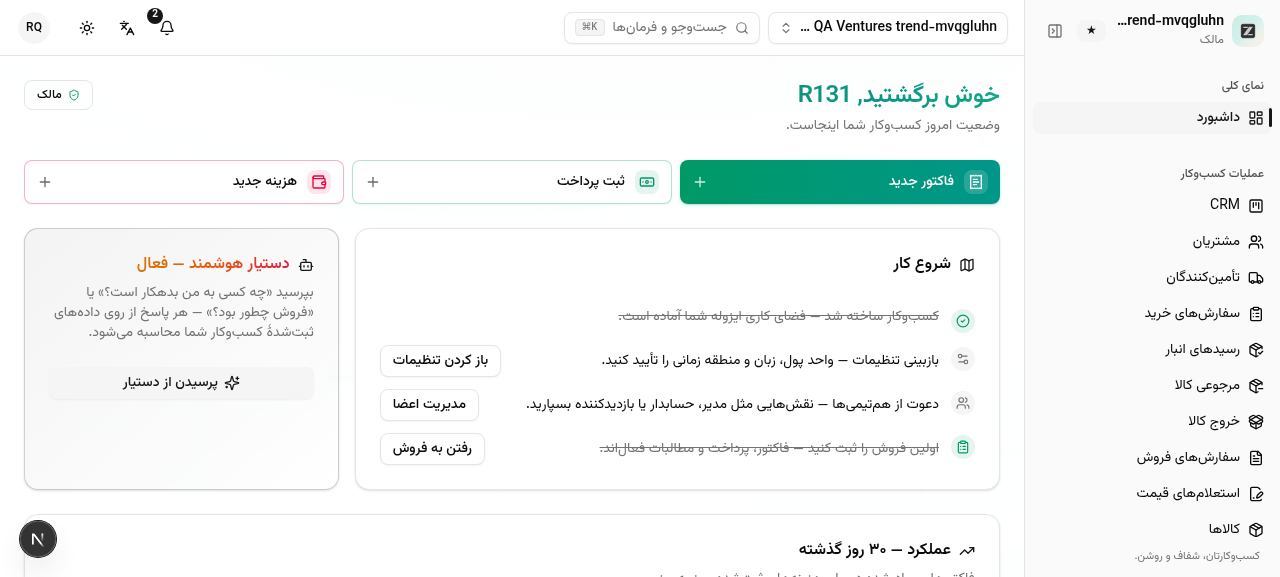 …rend-mvqgluhn
مالک
نمای کلی
داشبورد
عملیات کسب‌وکار
CRM
مشتریان
تأمین‌کنندگان
سفارش‌های خرید
رسیدهای انبار
مرجوعی کالا
خروج کالا
سفارش‌های فروش
استعلام‌های قیمت
کالاها
کسب‌وکارتان، شفاف و روشن.
QA Ventures trend-mvqgluhn …
جست‌وجو و فرمان‌ها
⌘K
2
RQ
خوش برگشتید, R131
مالک
وضعیت امروز کسب‌وکار شما اینجاست.
فاکتور جدید
ثبت پرداخت
هزینه جدید
شروع کار
کسب‌وکار ساخته شد — فضای کاری ایزوله شما آماده است.
بازبینی تنظیمات — واحد پول، زبان و منطقه زمانی را تأیید کنید.
باز کردن تنظیمات
دعوت از هم‌تیمی‌ها — نقش‌هایی مثل مدیر، حسابدار یا بازدیدکننده بسپارید.
مدیریت اعضا
اولین فروش را ثبت کنید — فاکتور، پرداخت و مطالبات فعال‌اند.
رفتن به فروش
دستیار هوشمند — فعال
بپرسید «چه کسی به من بدهکار است؟» یا
«فروش چطور بود؟» — هر پاسخ از روی داده‌های
ثبت‌شدهٔ کسب‌وکار شما محاسبه می‌شود.
پرسیدن از دستیار
عملکرد — ۳۰ روز گذشته
N